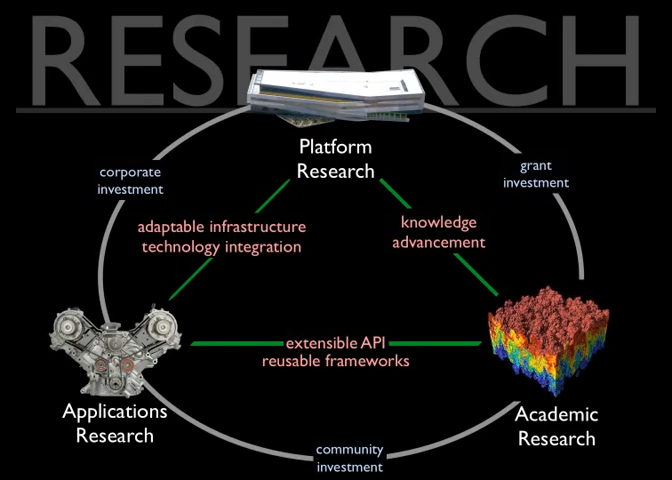 RESEARCH
Platform
Research
corporate
investment
grant
investment
adaptable infrastructure
technology integration
knowledge
advancement
extensible API
reusable frameworks
Applications
Research
Academic
Research
community
investment